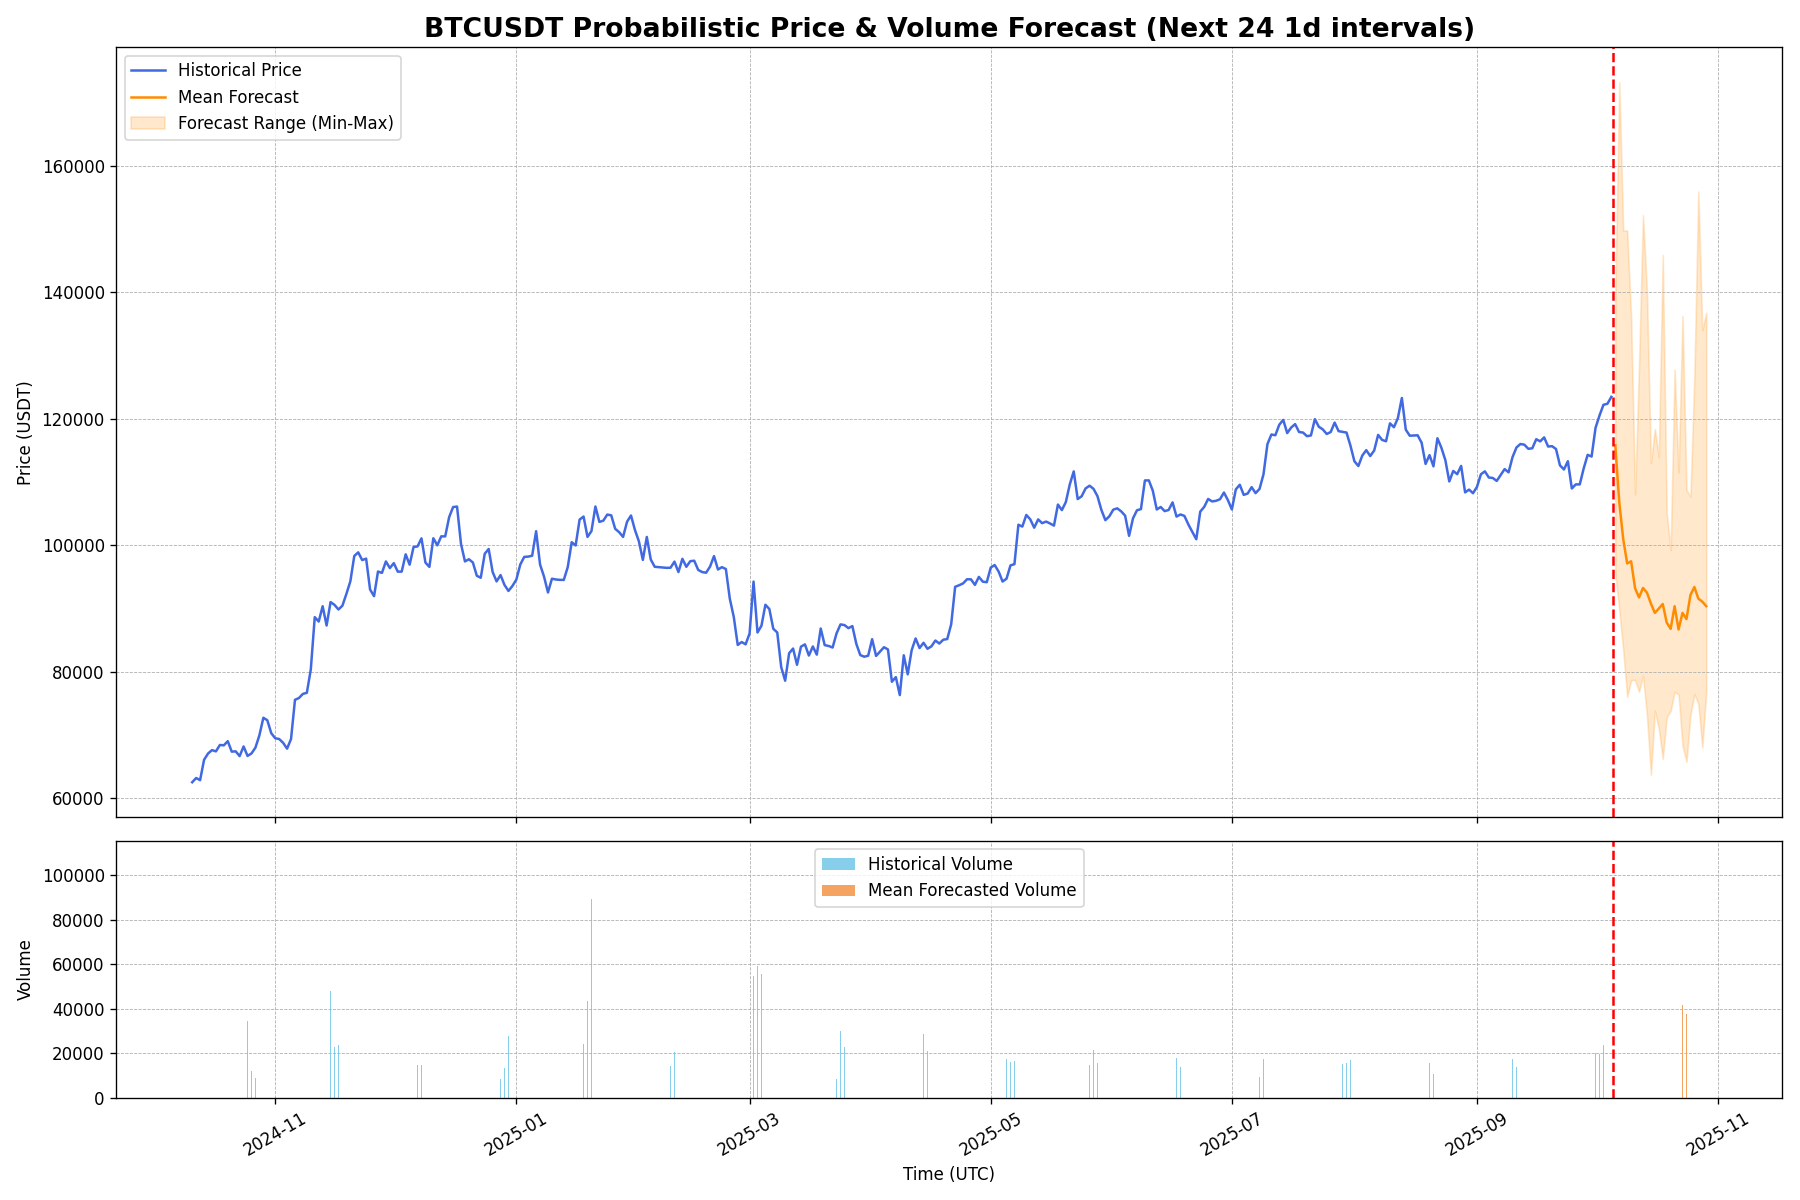 BTCUSDT Probabilistic Price & Volume Forecast (Next 24 1d intervals)
Historical Price
Mean Forecast
Forecast Range (Min-Max)
160000
140000
120000
100000
80000
60000
Price (USDT)
Historical Volume
Mean Forecasted Volume
100000
80000
60000
40000
20000
0
Volume
2024-11
2025-01
2025-03
2025-05
2025-07
2025-09
2025-11
Time (UTC)